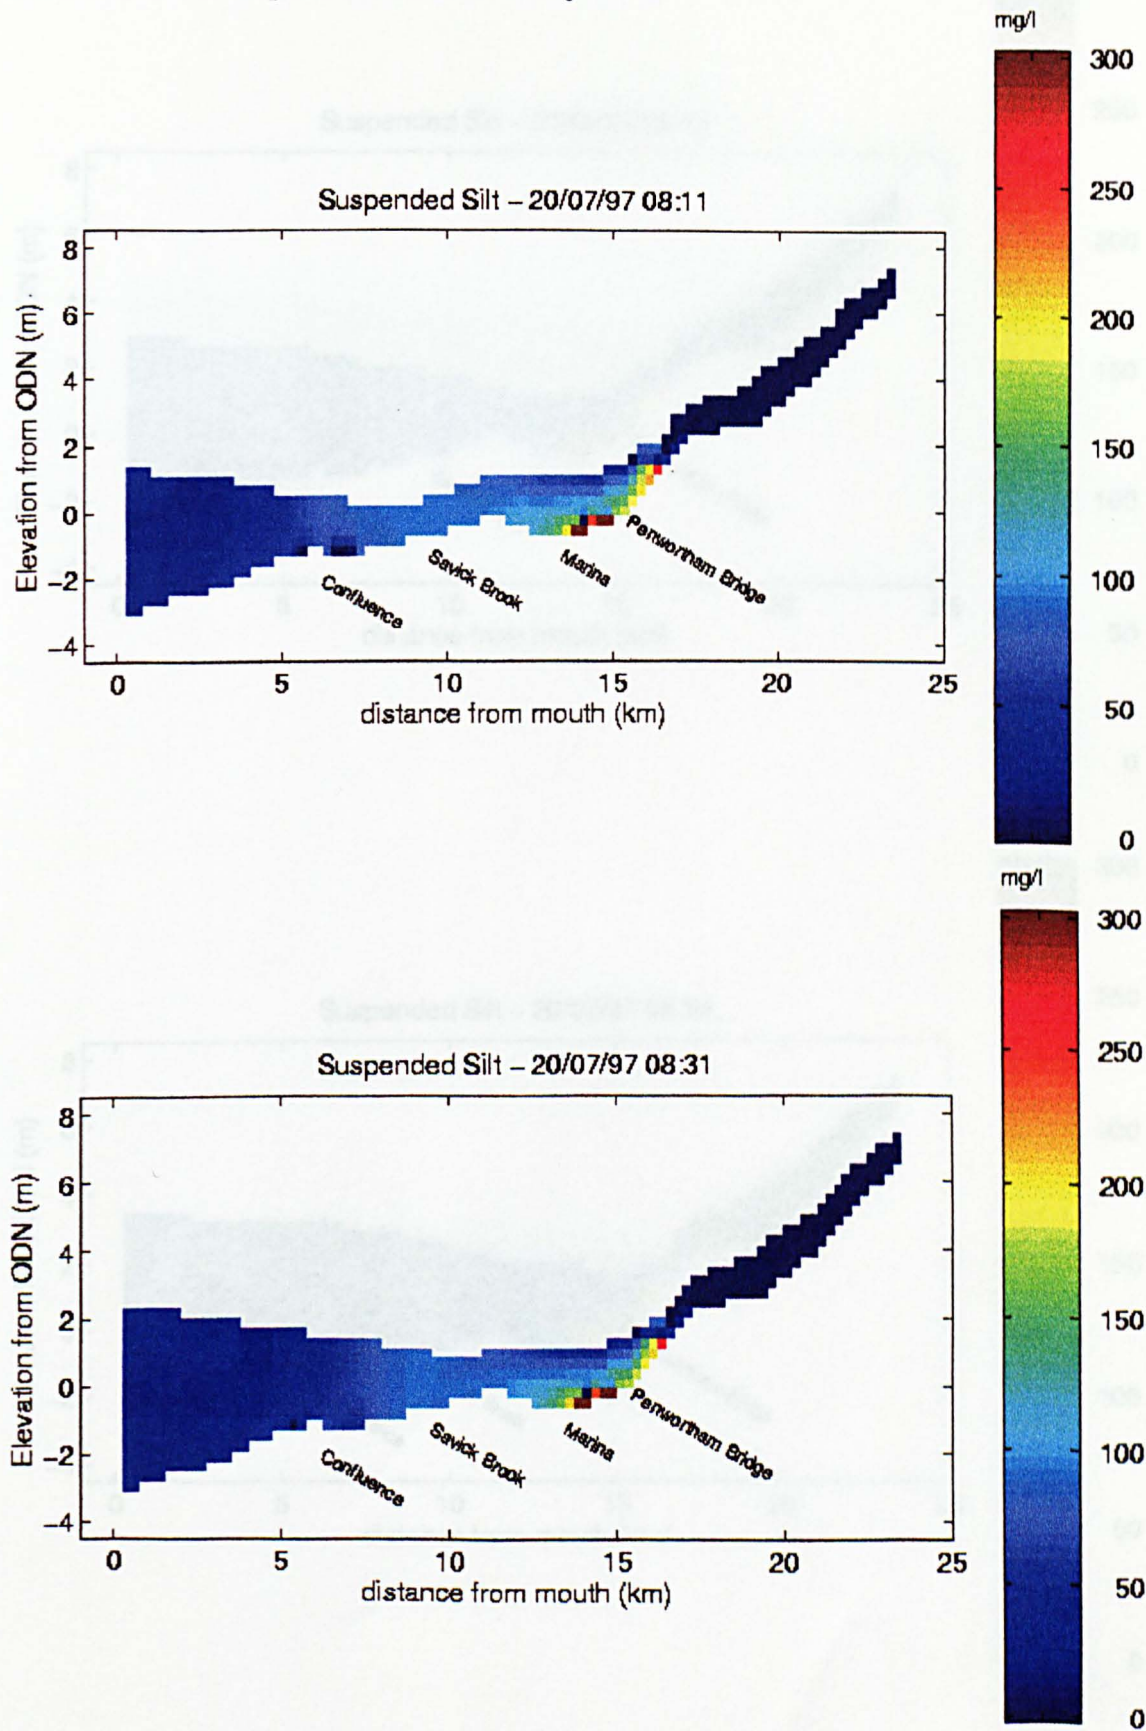 mg/l
300
250
200
150
100
50
0
Suspended Silt – 20/07/97 08:11
Elevation from ODN (m)
8
6
4
2
0
−2
−4
Confluence
Savick Brook
Marina
Penwortham Bridge
0 5 10 15 20 25
distance from mouth (km)
mg/l
300
250
200
150
100
50
0
Suspended Silt – 20/07/97 08:31
Elevation from ODN (m)
8
6
4
2
0
−2
−4
Confluence
Savick Brook
Marina
Penwortham Bridge
0 5 10 15 20 25
distance from mouth (km)